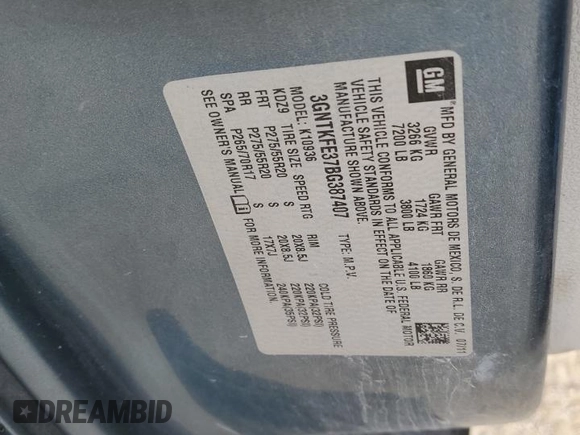 GM
MFD BY GENERAL MOTORS DE MEXICO, S. DE R.L. DE C.V. 07/11
GVWR GAWR FRT GAWR RR
3266 KG 1724 KG 1860 KG
7200 LB 3800 LB 4100 LB
THIS VEHICLE CONFORMS TO ALL APPLICABLE U.S. FEDERAL MOTOR
VEHICLE SAFETY STANDARDS IN EFFECT ON THE DATE OF
MANUFACTURE SHOWN ABOVE.
3GNTKFE37BG387407 TYPE: M.P.V.
MODEL: K10936
KDZ9 TIRE SIZE SPEED RTG RIM COLD TIRE PRESSURE
FRT P275/55R20 S 20X8.5J 220KPA(32PSI)
RR P275/55R20 S 20X8.5J 220KPA(32PSI)
SPA P265/70R17 17X7J 240KPA(35PSI)
SEE OWNER'S MANUAL FOR MORE INFORMATION.
DREAMBID